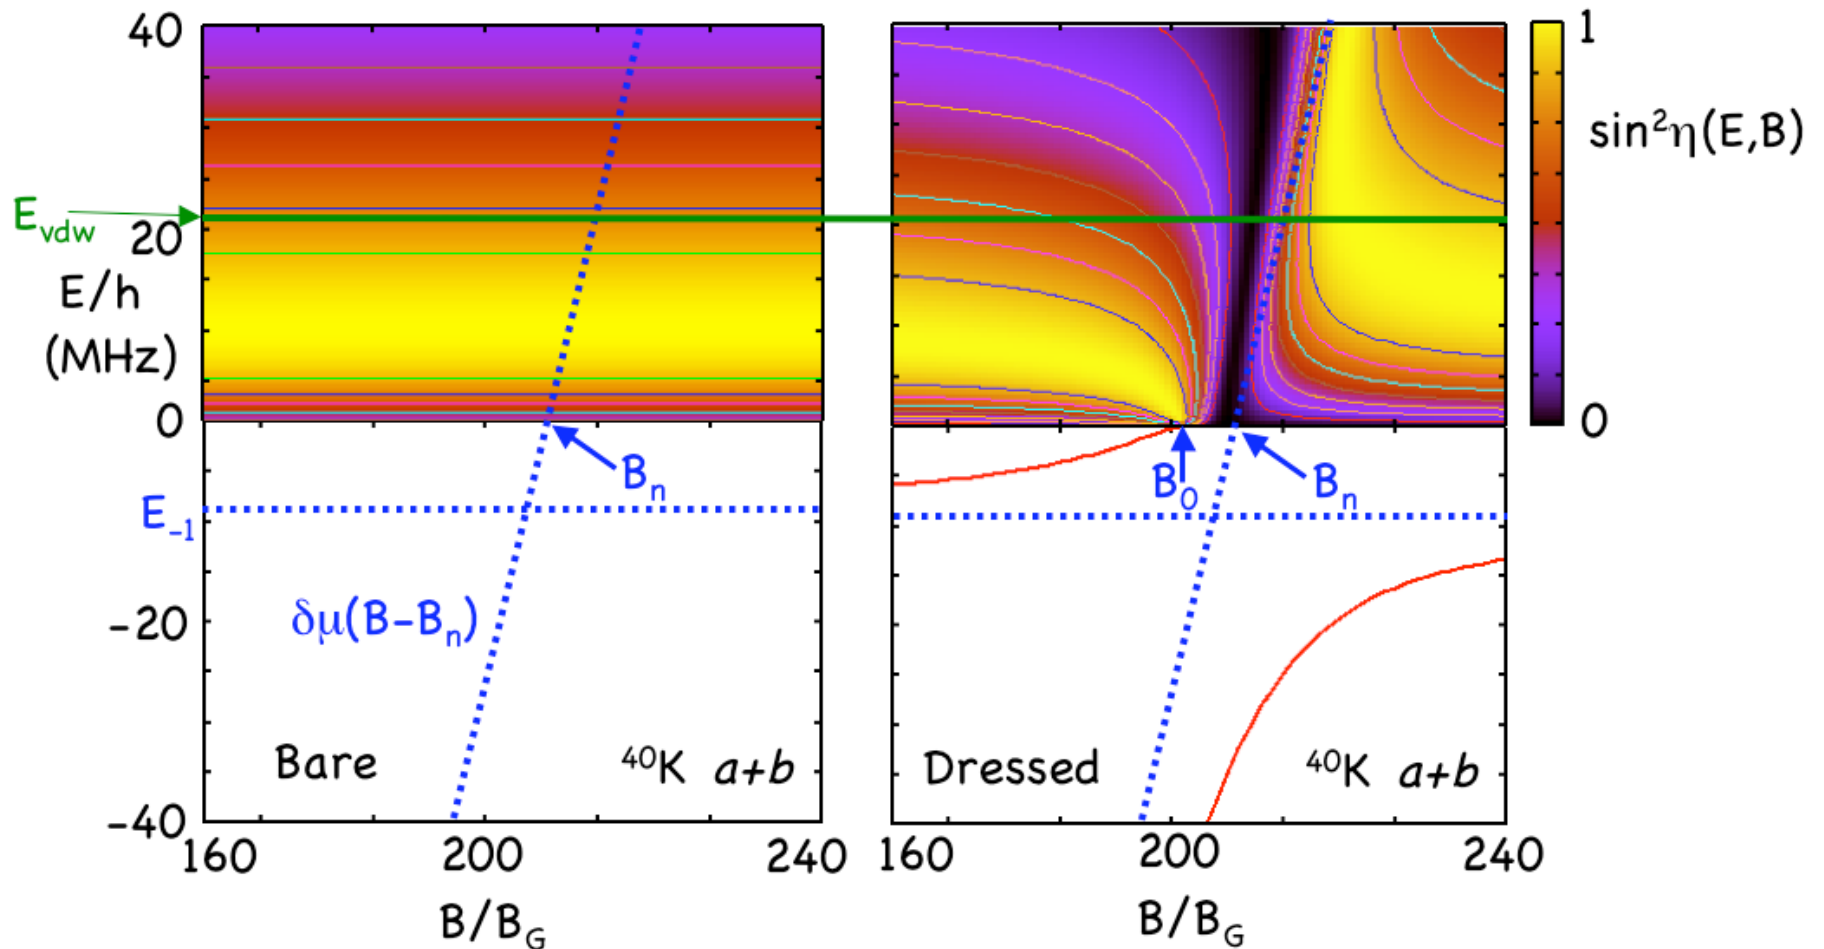 40
20
0
-20
-40
E/h
(MHz)
E_vdw
E_-1
B_n
δμ(B-B_n)
Bare
⁴⁰K a+b
160
200
240
B/B_G
B_0
B_n
Dressed
⁴⁰K a+b
160
200
240
B/B_G
1
sin²η(E,B)
0